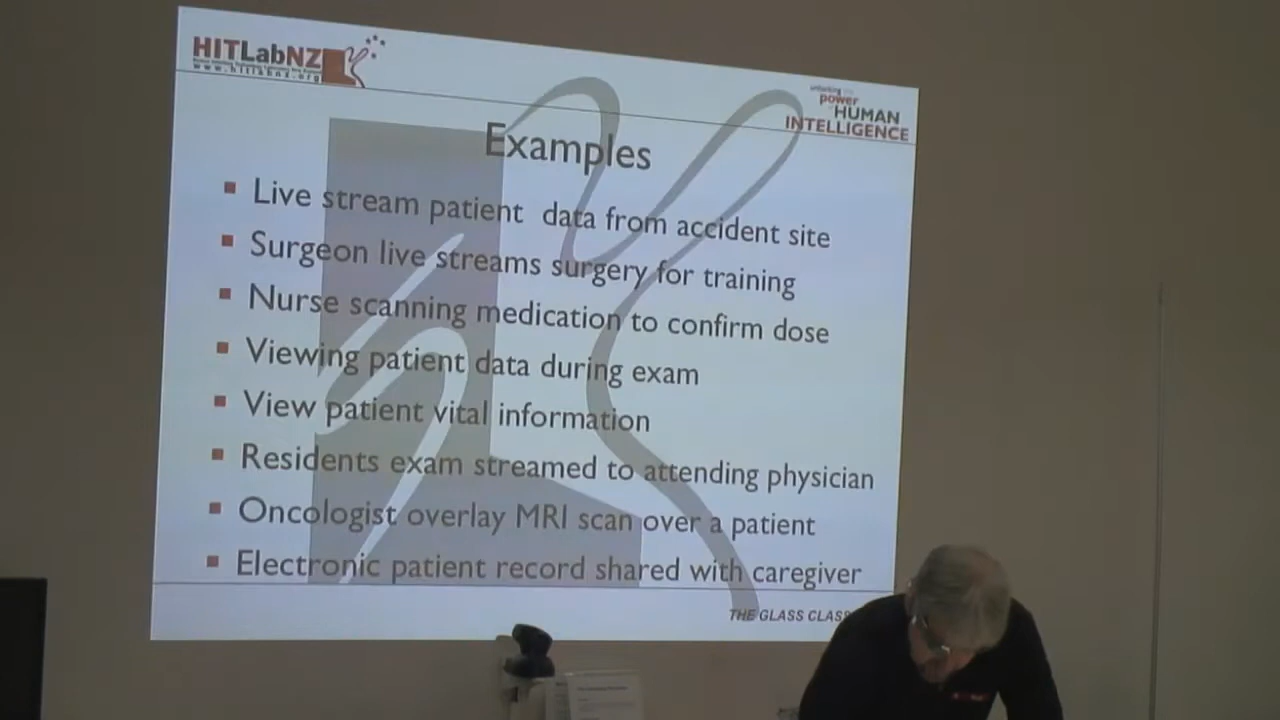 HITLabNZ
www.hitlabnz.org
unlocking the
power of
HUMAN
INTELLIGENCE
Examples
Live stream patient data from accident site
Surgeon live streams surgery for training
Nurse scanning medication to confirm dose
Viewing patient data during exam
View patient vital information
Residents exam streamed to attending physician
Oncologist overlay MRI scan over a patient
Electronic patient record shared with caregiver
THE GLASS CLASS